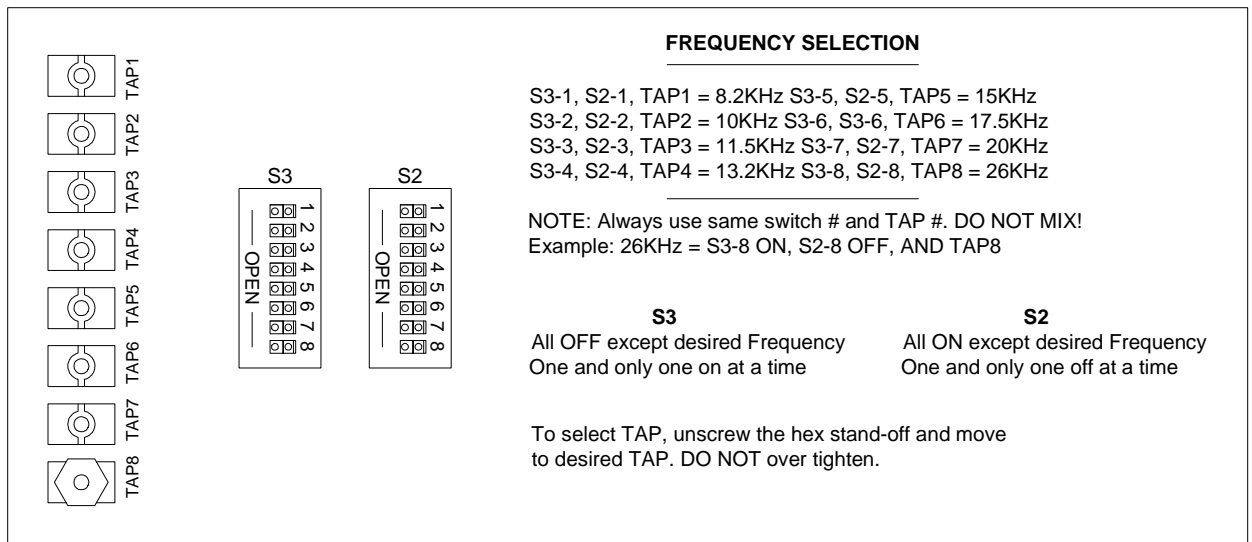 FREQUENCY SELECTION
S3-1, S2-1, TAP1 = 8.2KHz S3-5, S2-5, TAP5 = 15KHz
S3-2, S2-2, TAP2 = 10KHz S3-6, S3-6, TAP6 = 17.5KHz
S3-3, S2-3, TAP3 = 11.5KHz S3-7, S2-7, TAP7 = 20KHz
S3-4, S2-4, TAP4 = 13.2KHz S3-8, S2-8, TAP8 = 26KHz
NOTE: Always use same switch # and TAP #. DO NOT MIX!
Example: 26KHz = S3-8 ON, S2-8 OFF, AND TAP8
S3
All OFF except desired Frequency
One and only one on at a time
S2
All ON except desired Frequency
One and only one off at a time
To select TAP, unscrew the hex stand-off and move
to desired TAP. DO NOT over tighten.
TAP1
TAP2
TAP3
TAP4
TAP5
TAP6
TAP7
TAP8
S3
OPEN
1
2
3
4
5
6
7
8
S2
OPEN
1
2
3
4
5
6
7
8